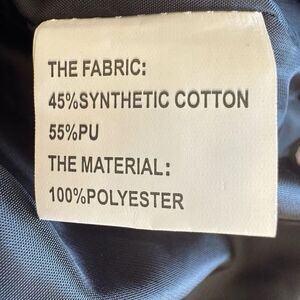 THE FABRIC:
45%SYNTHETIC COTTON
55%PU
THE MATERIAL:
100%POLYESTER